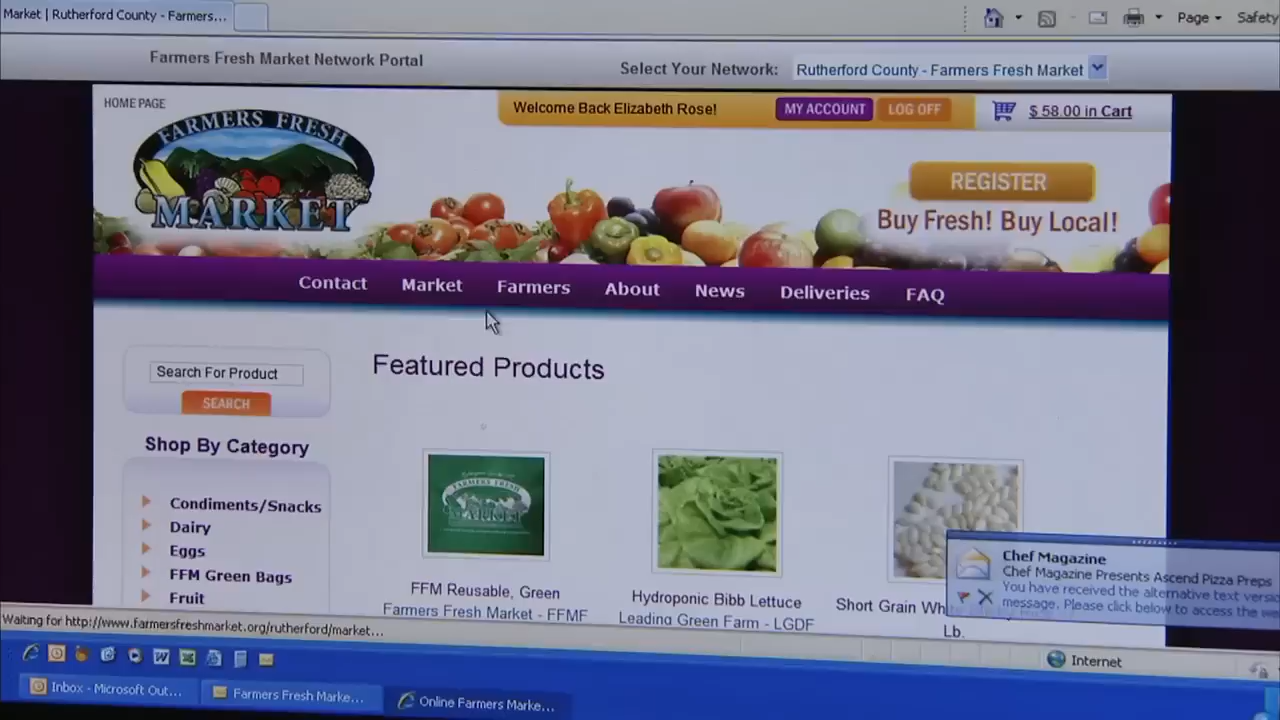 Market | Rutherford County - Farmers...
Page
Safety
Farmers Fresh Market Network Portal
Select Your Network:
Rutherford County - Farmers Fresh Market
HOME PAGE
FARMERS FRESH
MARKET
Welcome Back Elizabeth Rose!
MY ACCOUNT
LOG OFF
$ 58.00 in Cart
REGISTER
Buy Fresh! Buy Local!
Contact Market Farmers About News Deliveries FAQ
Search For Product
SEARCH
Shop By Category
Condiments/Snacks
Dairy
Eggs
FFM Green Bags
Fruit
Featured Products
FARMERS FRESH
MARKET
FFM Reusable, Green
Farmers Fresh Market - FFMF
Hydroponic Bibb Lettuce
Leading Green Farm - LGDF
Short Grain Wh
Lb.
Chef Magazine
Chef Magazine Presents Ascend Pizza Preps
You have received the alternative text versi
message. Please click below to access the we
Waiting for http://www.farmersfreshmarket.org/rutherford/market...
Internet
Inbox - Microsoft Out...
Farmers Fresh Marke...
Online Farmers Marke...